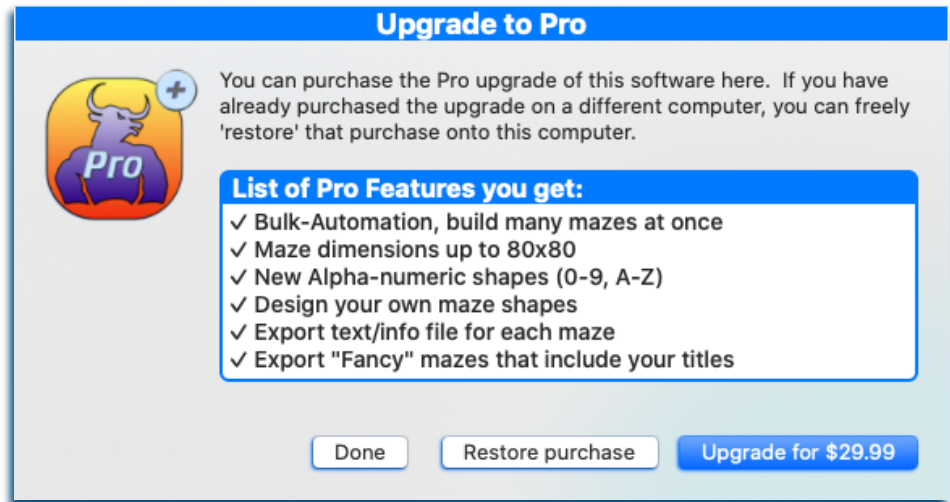 Upgrade to Pro
You can purchase the Pro upgrade of this software here.  If you have
already purchased the upgrade on a different computer, you can freely
'restore' that purchase onto this computer.
Pro
List of Pro Features you get:
✓ Bulk-Automation, build many mazes at once
✓ Maze dimensions up to 80x80
✓ New Alpha-numeric shapes (0-9, A-Z)
✓ Design your own maze shapes
✓ Export text/info file for each maze
✓ Export "Fancy" mazes that include your titles
Done
Restore purchase
Upgrade for $29.99